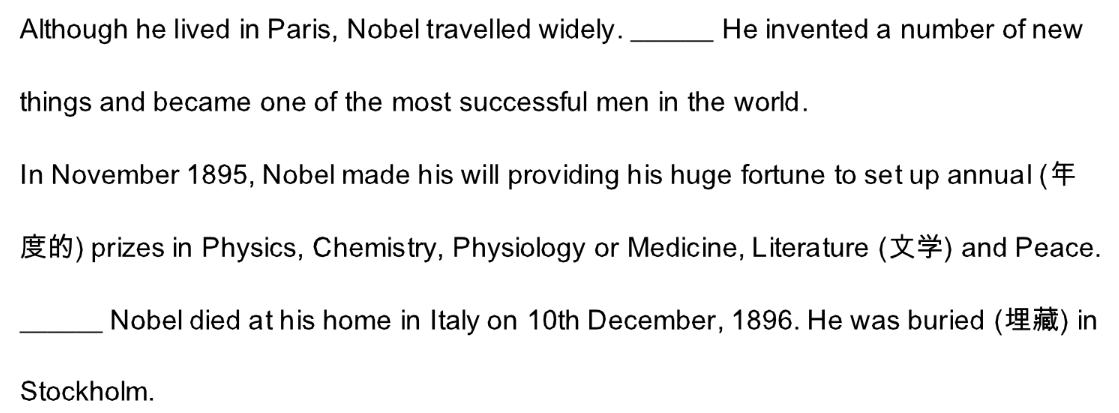 Although he lived in Paris, Nobel travelled widely. ______ He invented a number of new
things and became one of the most successful men in the world.
In November 1895, Nobel made his will providing his huge fortune to set up annual (年
度的) prizes in Physics, Chemistry, Physiology or Medicine, Literature (文学) and Peace.
______ Nobel died at his home in Italy on 10th December, 1896. He was buried (埋藏) in
Stockholm.